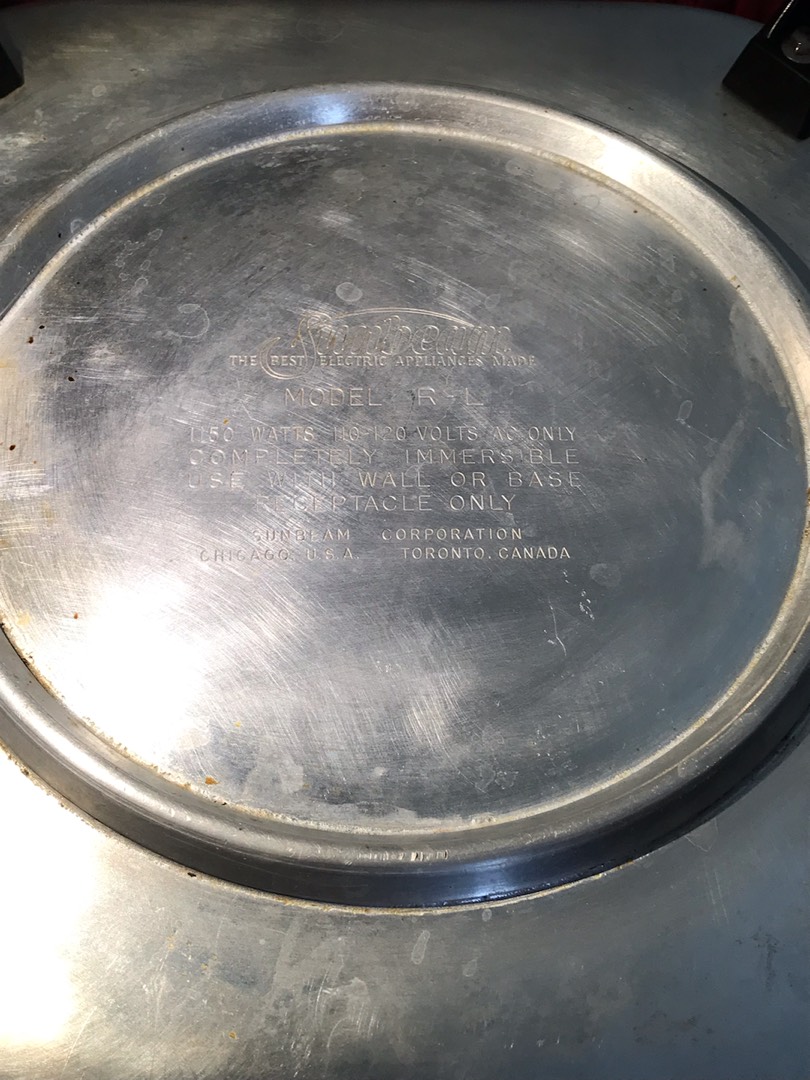 Sunbeam
THE BEST ELECTRIC APPLIANCES MADE
MODEL R-L
1150 WATTS 110-120 VOLTS AC ONLY
COMPLETELY IMMERSIBLE
USE WITH WALL OR BASE
RECEPTACLE ONLY
SUNBEAM CORPORATION
CHICAGO, U.S.A. TORONTO, CANADA